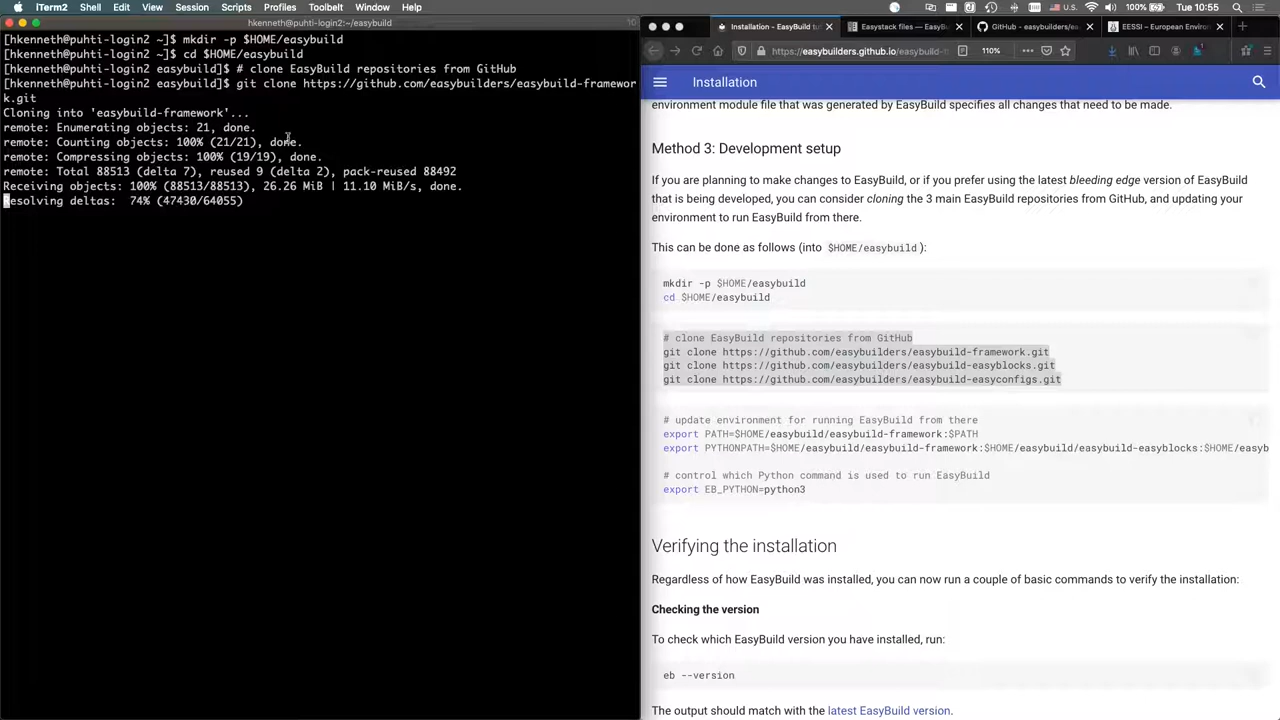 iTerm2 Shell Edit View Session Scripts Profiles Toolbelt Window Help
100% Tue 10:55
hkenneth@puhti-login2:~/easybuild
[hkenneth@puhti-login2 ~]$ mkdir -p $HOME/easybuild
[hkenneth@puhti-login2 ~]$ cd $HOME/easybuild
[hkenneth@puhti-login2 easybuild]$ # clone EasyBuild repositories from GitHub
[hkenneth@puhti-login2 easybuild]$ git clone https://github.com/easybuilders/easybuild-framewor
k.git
Cloning into 'easybuild-framework'...
remote: Enumerating objects: 21, done.
remote: Counting objects: 100% (21/21), done.
remote: Compressing objects: 100% (19/19), done.
remote: Total 88513 (delta 7), reused 9 (delta 2), pack-reused 88492
Receiving objects: 100% (88513/88513), 26.26 MiB | 11.10 MiB/s, done.
esolving deltas:  74% (47430/64055)
Installation - EasyBuild tut
Easystack files — EasyBuild
GitHub - easybuilders/ee
EESSI – European Environ
https://easybuilders.github.io/easybuild-t
110%
Installation
environment module file that was generated by EasyBuild specifies all changes that need to be made.
Method 3: Development setup
If you are planning to make changes to EasyBuild, or if you prefer using the latest bleeding edge version of EasyBuild
that is being developed, you can consider cloning the 3 main EasyBuild repositories from GitHub, and updating your
environment to run EasyBuild from there.
This can be done as follows (into $HOME/easybuild ):
mkdir -p $HOME/easybuild
cd $HOME/easybuild
# clone EasyBuild repositories from GitHub
git clone https://github.com/easybuilders/easybuild-framework.git
git clone https://github.com/easybuilders/easybuild-easyblocks.git
git clone https://github.com/easybuilders/easybuild-easyconfigs.git
# update environment for running EasyBuild from there
export PATH=$HOME/easybuild/easybuild-framework:$PATH
export PYTHONPATH=$HOME/easybuild/easybuild-framework:$HOME/easybuild/easybuild-easyblocks:$HOME/easyb
# control which Python command is used to run EasyBuild
export EB_PYTHON=python3
Verifying the installation
Regardless of how EasyBuild was installed, you can now run a couple of basic commands to verify the installation:
Checking the version
To check which EasyBuild version you have installed, run:
eb --version
The output should match with the latest EasyBuild version.